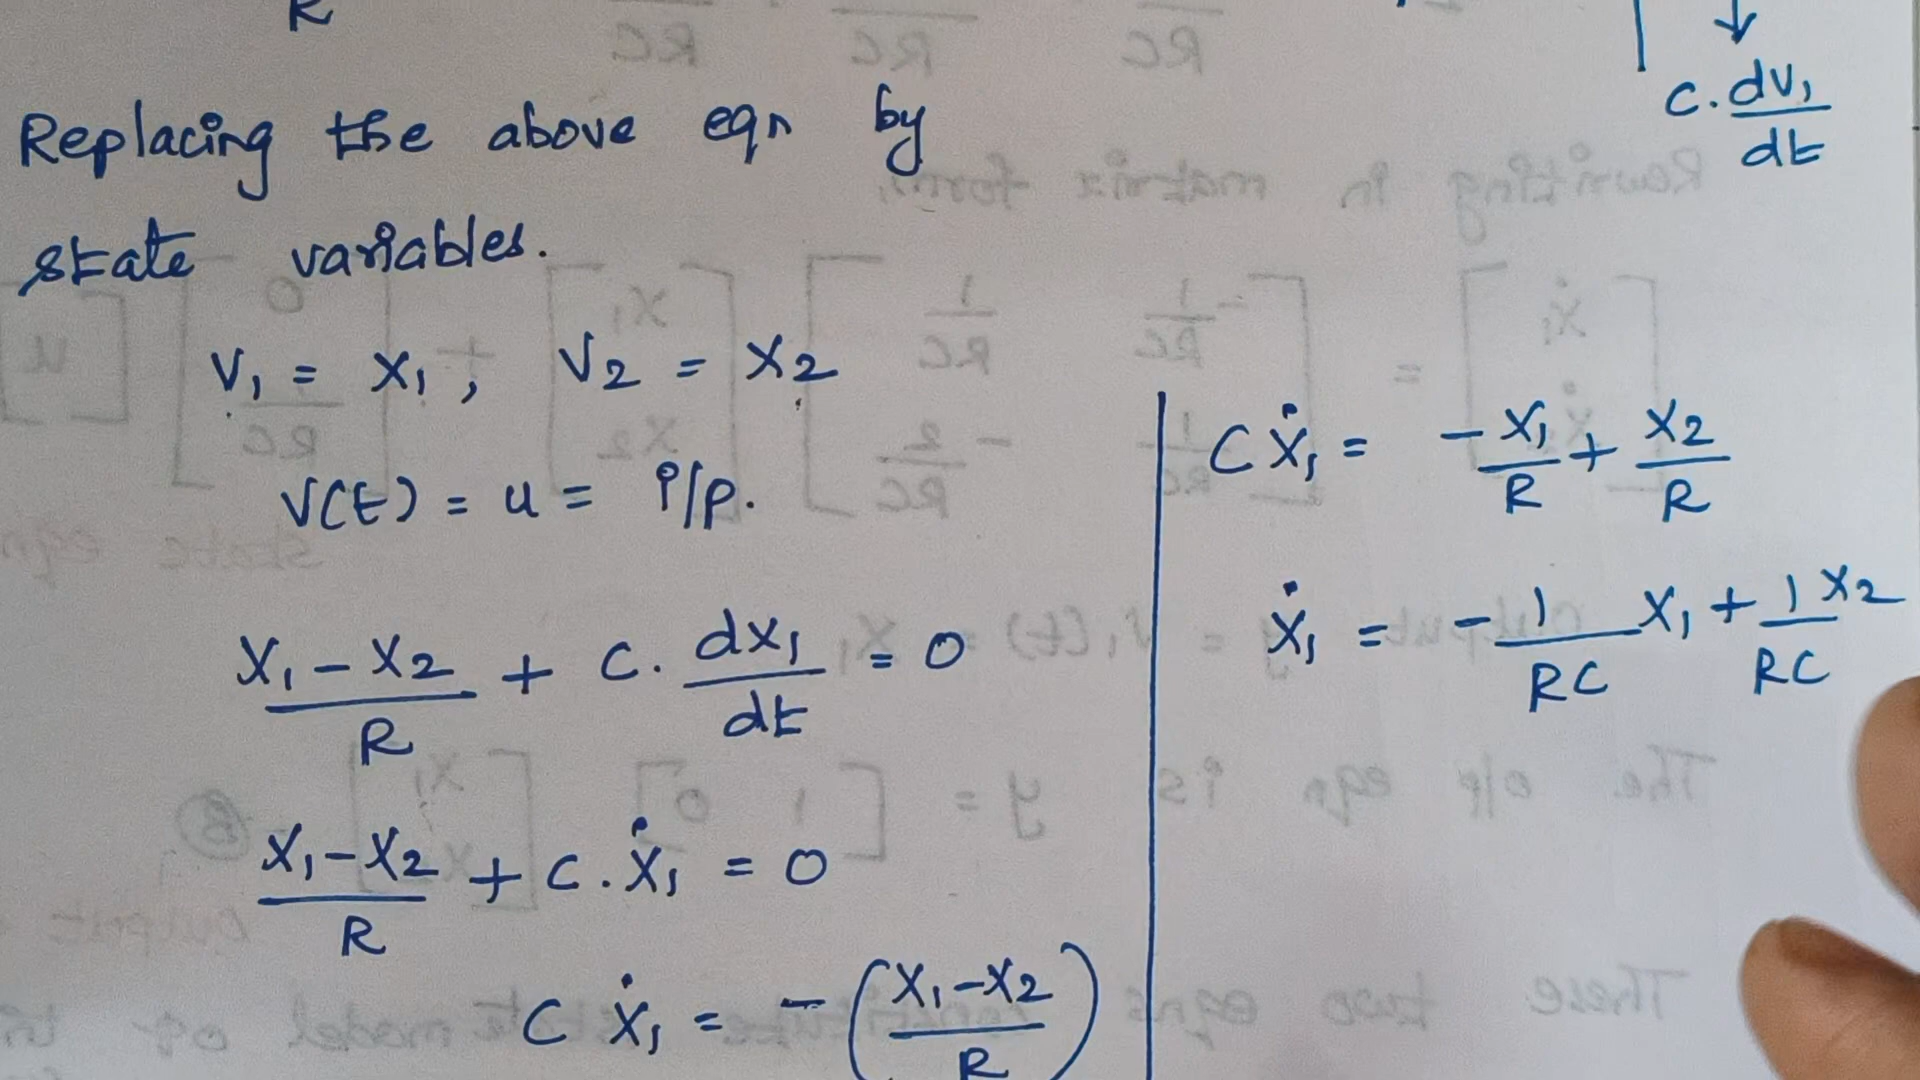 R
C. dv₁/dt
Replacing the above eqn by
state variables.
V₁ = X₁, V₂ = X₂
V(t) = u = i/p.
(X₁ - X₂)/R + C. dx₁/dt = 0
(X₁ - X₂)/R + C. Ẋ₁ = 0
C Ẋ₁ = -((X₁ - X₂)/R)
C Ẋ₁ = -X₁/R + X₂/R
Ẋ₁ = -1/RC X₁ + 1/RC X₂